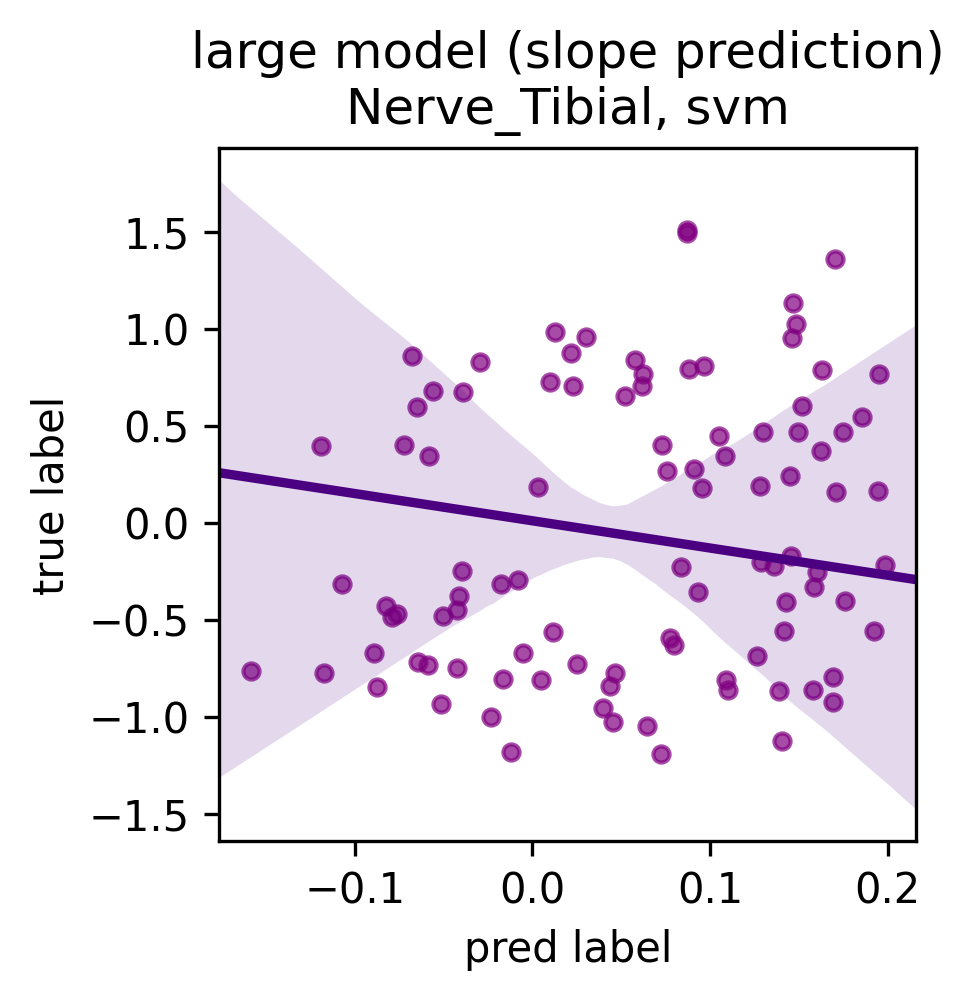 large model (slope prediction)
Nerve_Tibial, svm
true label
1.5
1.0
0.5
0.0
−0.5
−1.0
−1.5
−0.1 0.0 0.1 0.2
pred label